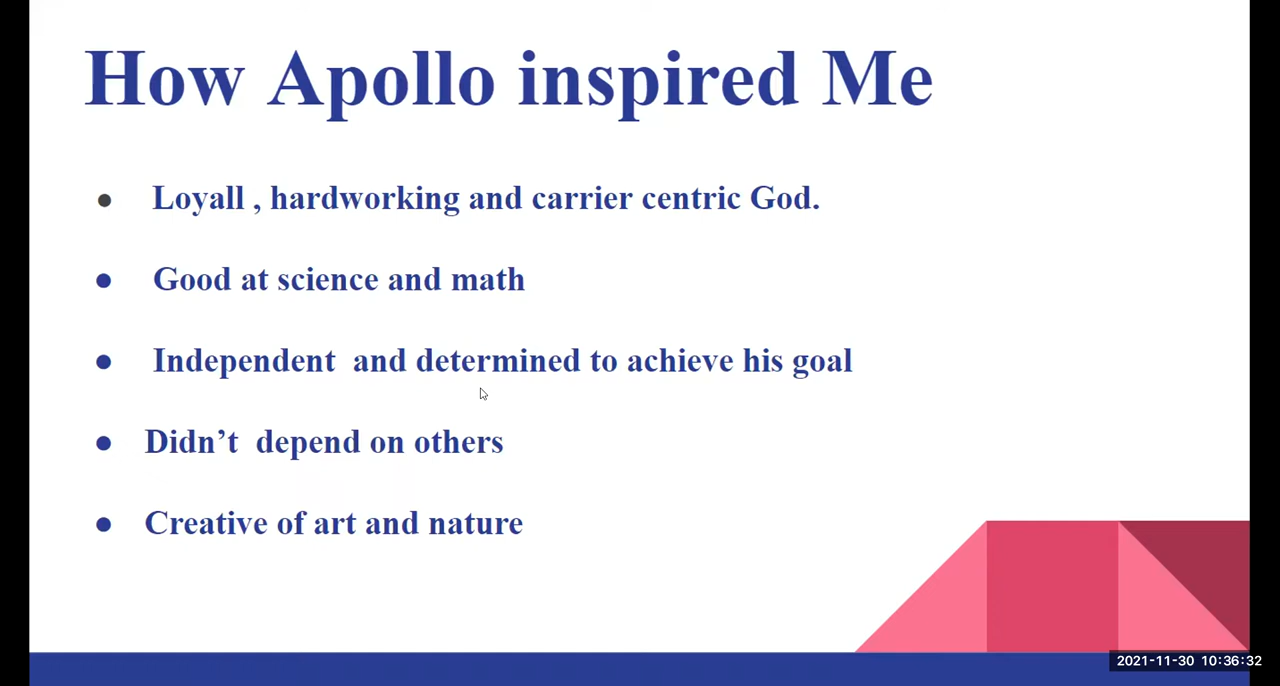 How Apollo inspired Me
● Loyall , hardworking and carrier centric God.
● Good at science and math
● Independent  and determined to achieve his goal
● Didn’t  depend on others
● Creative of art and nature
2021-11-30 10:36:32